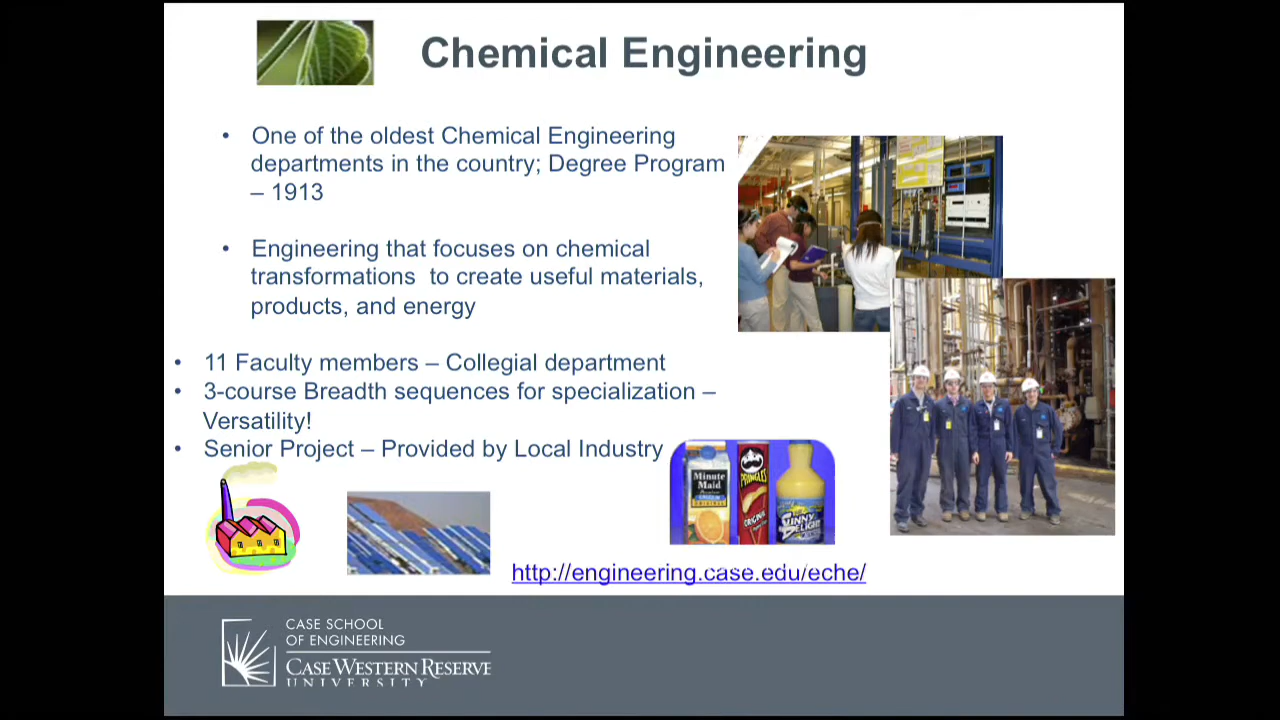 Chemical Engineering
• One of the oldest Chemical Engineering
departments in the country; Degree Program
– 1913
• Engineering that focuses on chemical
transformations to create useful materials,
products, and energy
• 11 Faculty members – Collegial department
• 3-course Breadth sequences for specialization –
Versatility!
• Senior Project – Provided by Local Industry
Minute
Maid
ORIGINAL
PRINGLES
ORIGINAL
SUNNY
DELIGHT
http://engineering.case.edu/eche/
CASE SCHOOL
OF ENGINEERING
CASE WESTERN RESERVE
UNIVERSITY